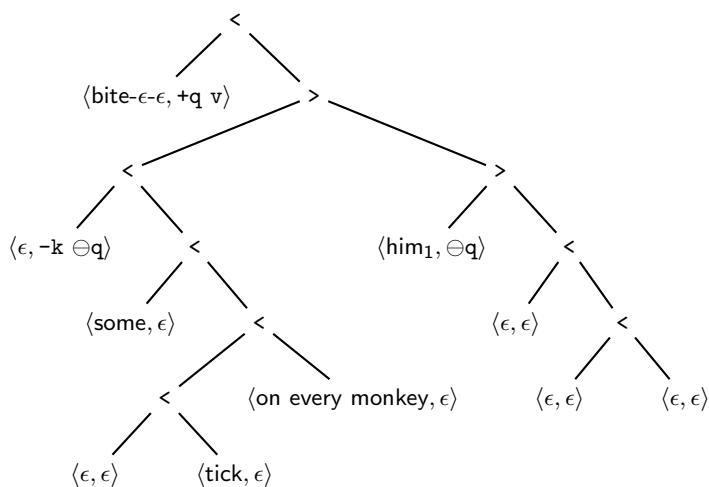 <
⟨bite-ϵ-ϵ, +q v⟩ >
< >
⟨ϵ, -k ⊖q⟩ < ⟨him₁, ⊖q⟩ <
⟨some, ϵ⟩ < ⟨ϵ, ϵ⟩ <
< ⟨on every monkey, ϵ⟩ ⟨ϵ, ϵ⟩ ⟨ϵ, ϵ⟩
⟨ϵ, ϵ⟩ ⟨tick, ϵ⟩